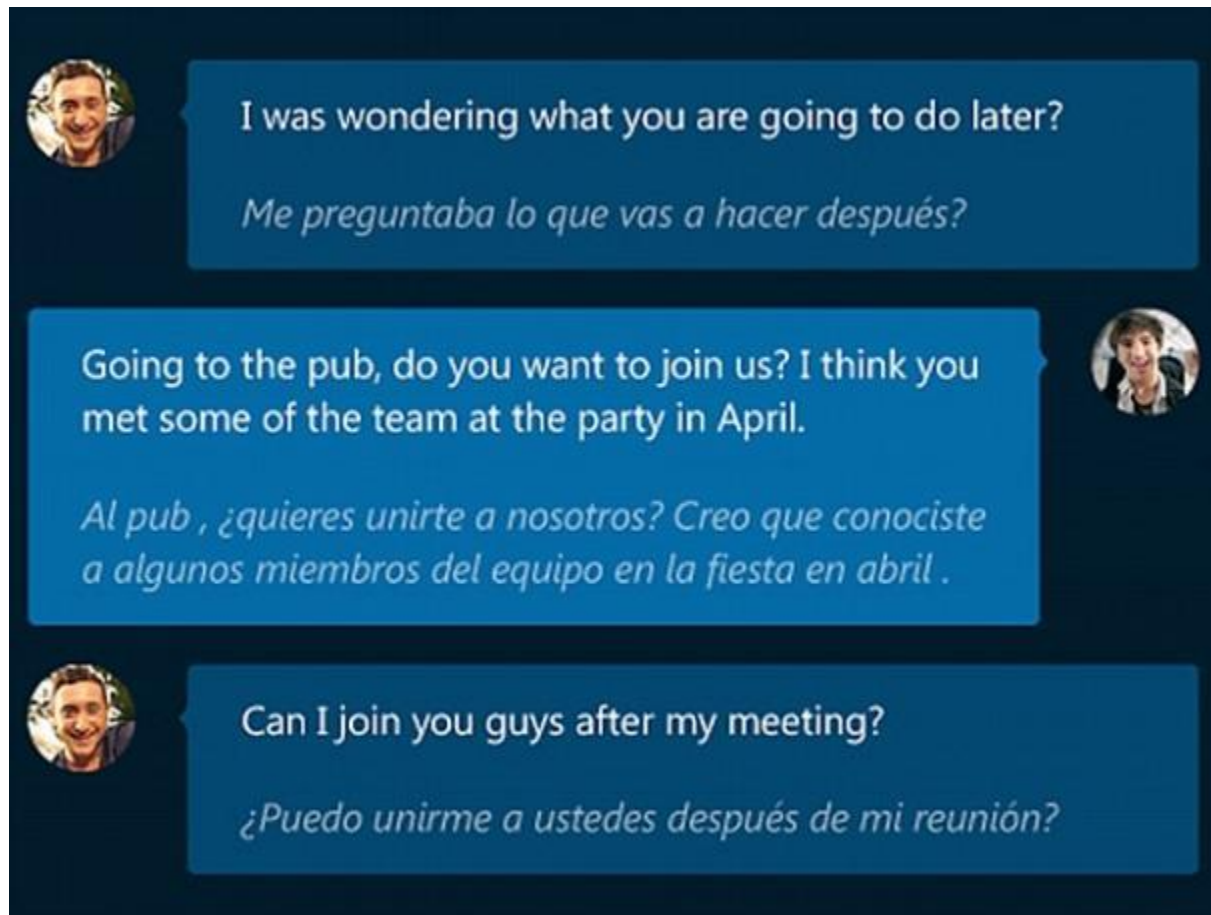 I was wondering what you are going to do later?
Me preguntaba lo que vas a hacer después?
Going to the pub, do you want to join us? I think you
met some of the team at the party in April.
Al pub , ¿quieres unirte a nosotros? Creo que conociste
a algunos miembros del equipo en la fiesta en abril .
Can I join you guys after my meeting?
¿Puedo unirme a ustedes después de mi reunión?